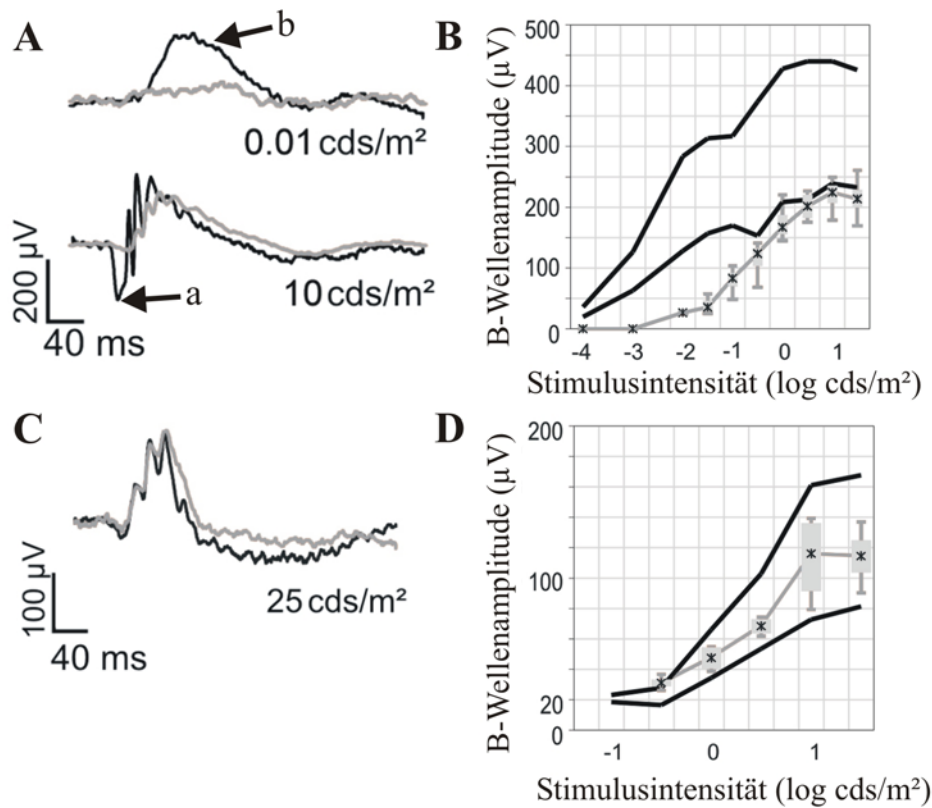 A
b
0.01 cds/m²
200 µV
40 ms
a
10 cds/m²
B
B-Wellenamplitude (µV)
500
400
300
200
100
0
-4 -3 -2 -1 0 1
Stimulusintensität (log cds/m²)
C
100 µV
40 ms
25 cds/m²
D
B-Wellenamplitude (µV)
200
100
20
0
-1 0 1
Stimulusintensität (log cds/m²)